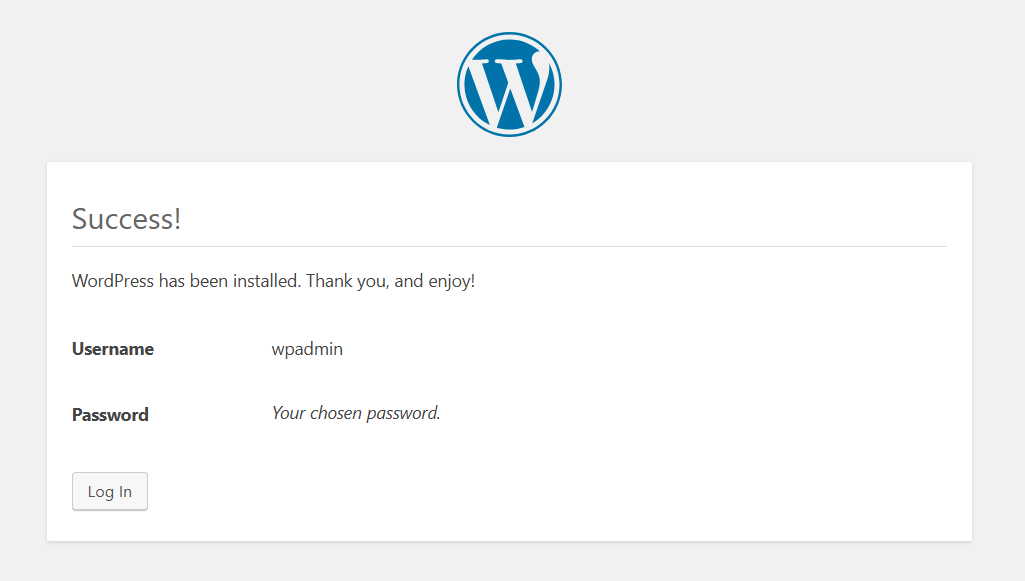 Success!
WordPress has been installed. Thank you, and enjoy!
Username wpadmin
Password Your chosen password.
Log In